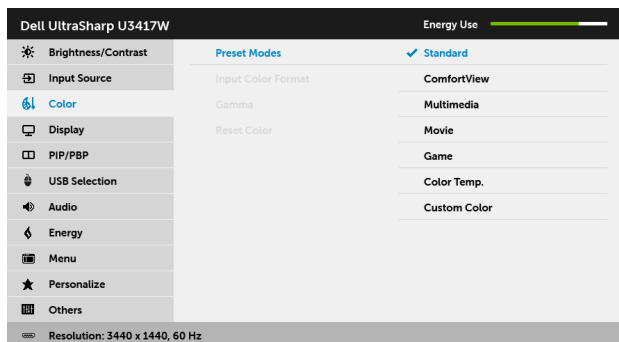 Dell UltraSharp U3417W Energy Use
Brightness/Contrast Preset Modes Standard
Input Source Input Color Format ComfortView
Color Gamma Multimedia
Display Reset Color Movie
PIP/PBP Game
USB Selection Color Temp.
Audio Custom Color
Energy
Menu
Personalize
Others
Resolution: 3440 x 1440, 60 Hz